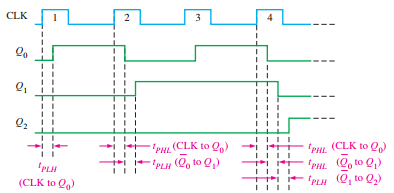 CLK 1 2 3 4
Q0
Q1
Q2
tPHL (CLK to Q0) tPHL (CLK to Q0)
tPLH tPLH (Q̅0 to Q1) tPHL (Q̅0 to Q1)
(CLK to Q0) tPLH (Q̅1 to Q2)